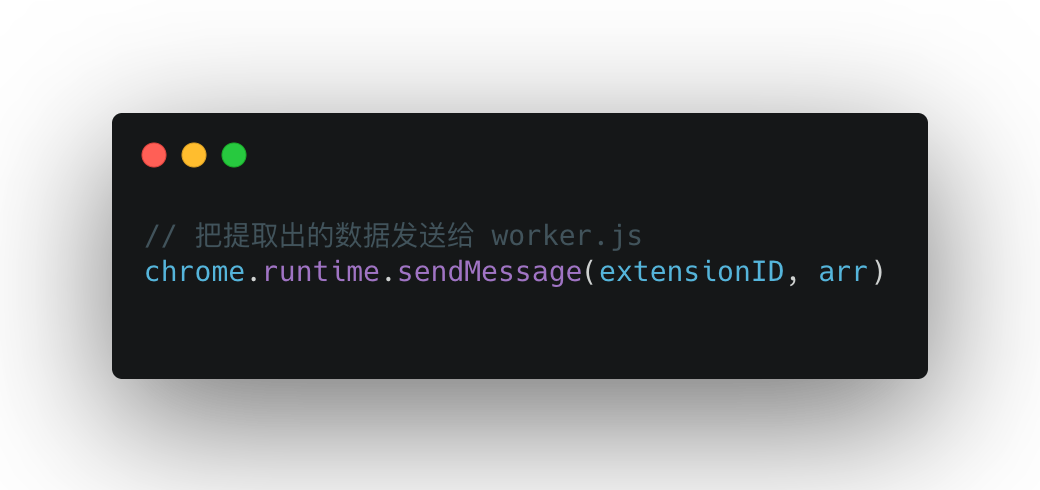 // 把提取出的数据发送给 worker.js
chrome.runtime.sendMessage(extensionID, arr)